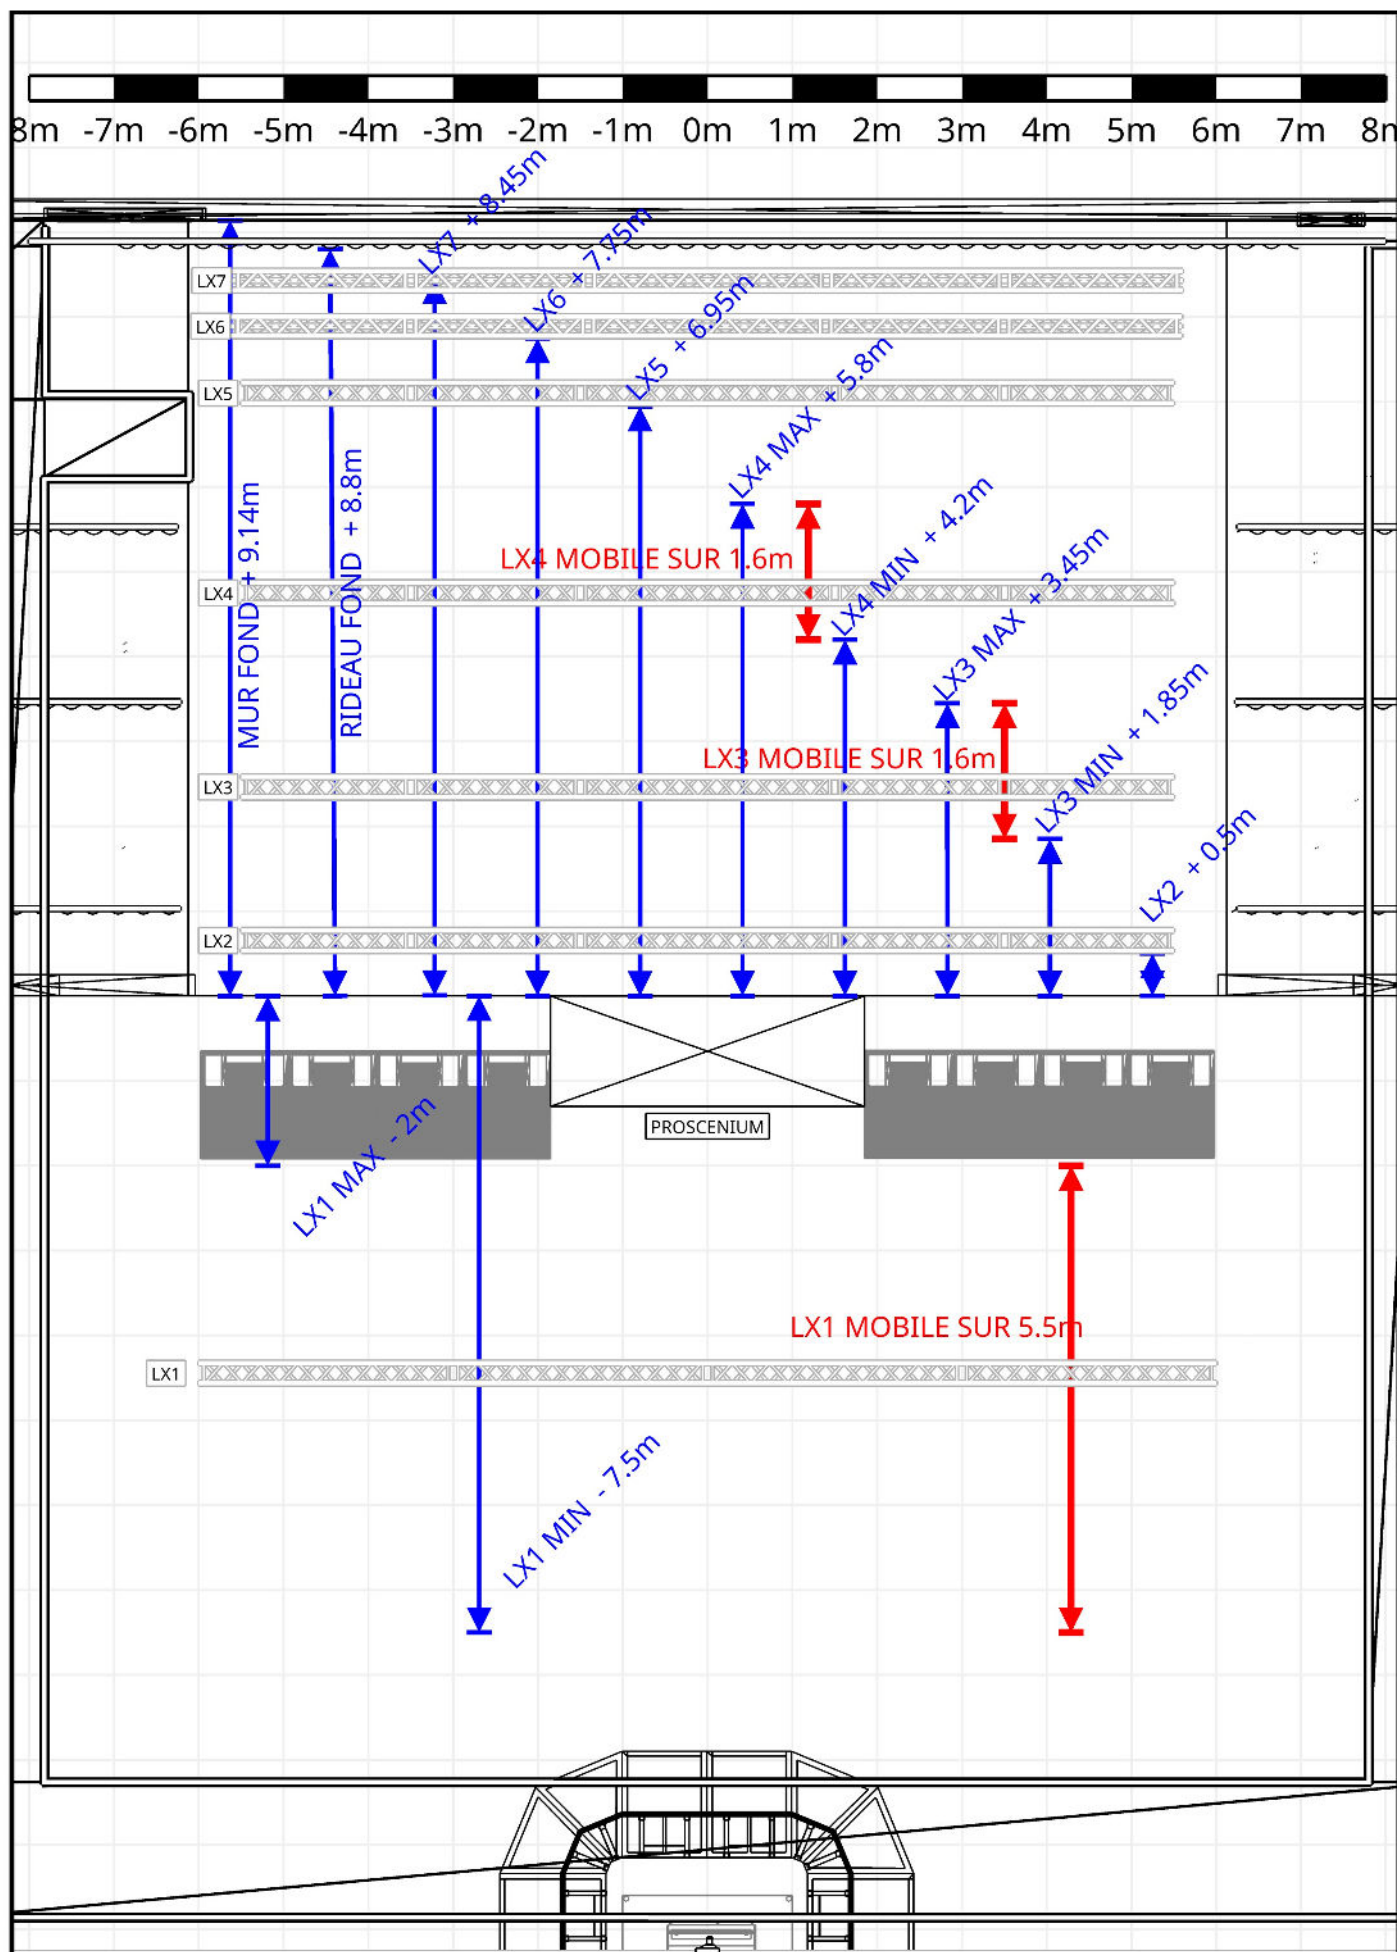 8m -7m -6m -5m -4m -3m -2m -1m 0m 1m 2m 3m 4m 5m 6m 7m 8m
LX7 + 8.45m
LX6 + 7.75m
LX7
LX6
LX5 + 6.95m
LX5
LX4 MAX + 5.8m
MUR FOND + 9.14m
RIDEAU FOND + 8.8m
LX4 MOBILE SUR 1.6m
LX4 MIN + 4.2m
LX4
LX3 MAX + 3.45m
LX3 MOBILE SUR 1.6m
LX3 MIN + 1.85m
LX3
LX2 + 0.5m
LX2
PROSCENIUM
LX1 MAX - 2m
LX1 MOBILE SUR 5.5m
LX1
LX1 MIN - 7.5m